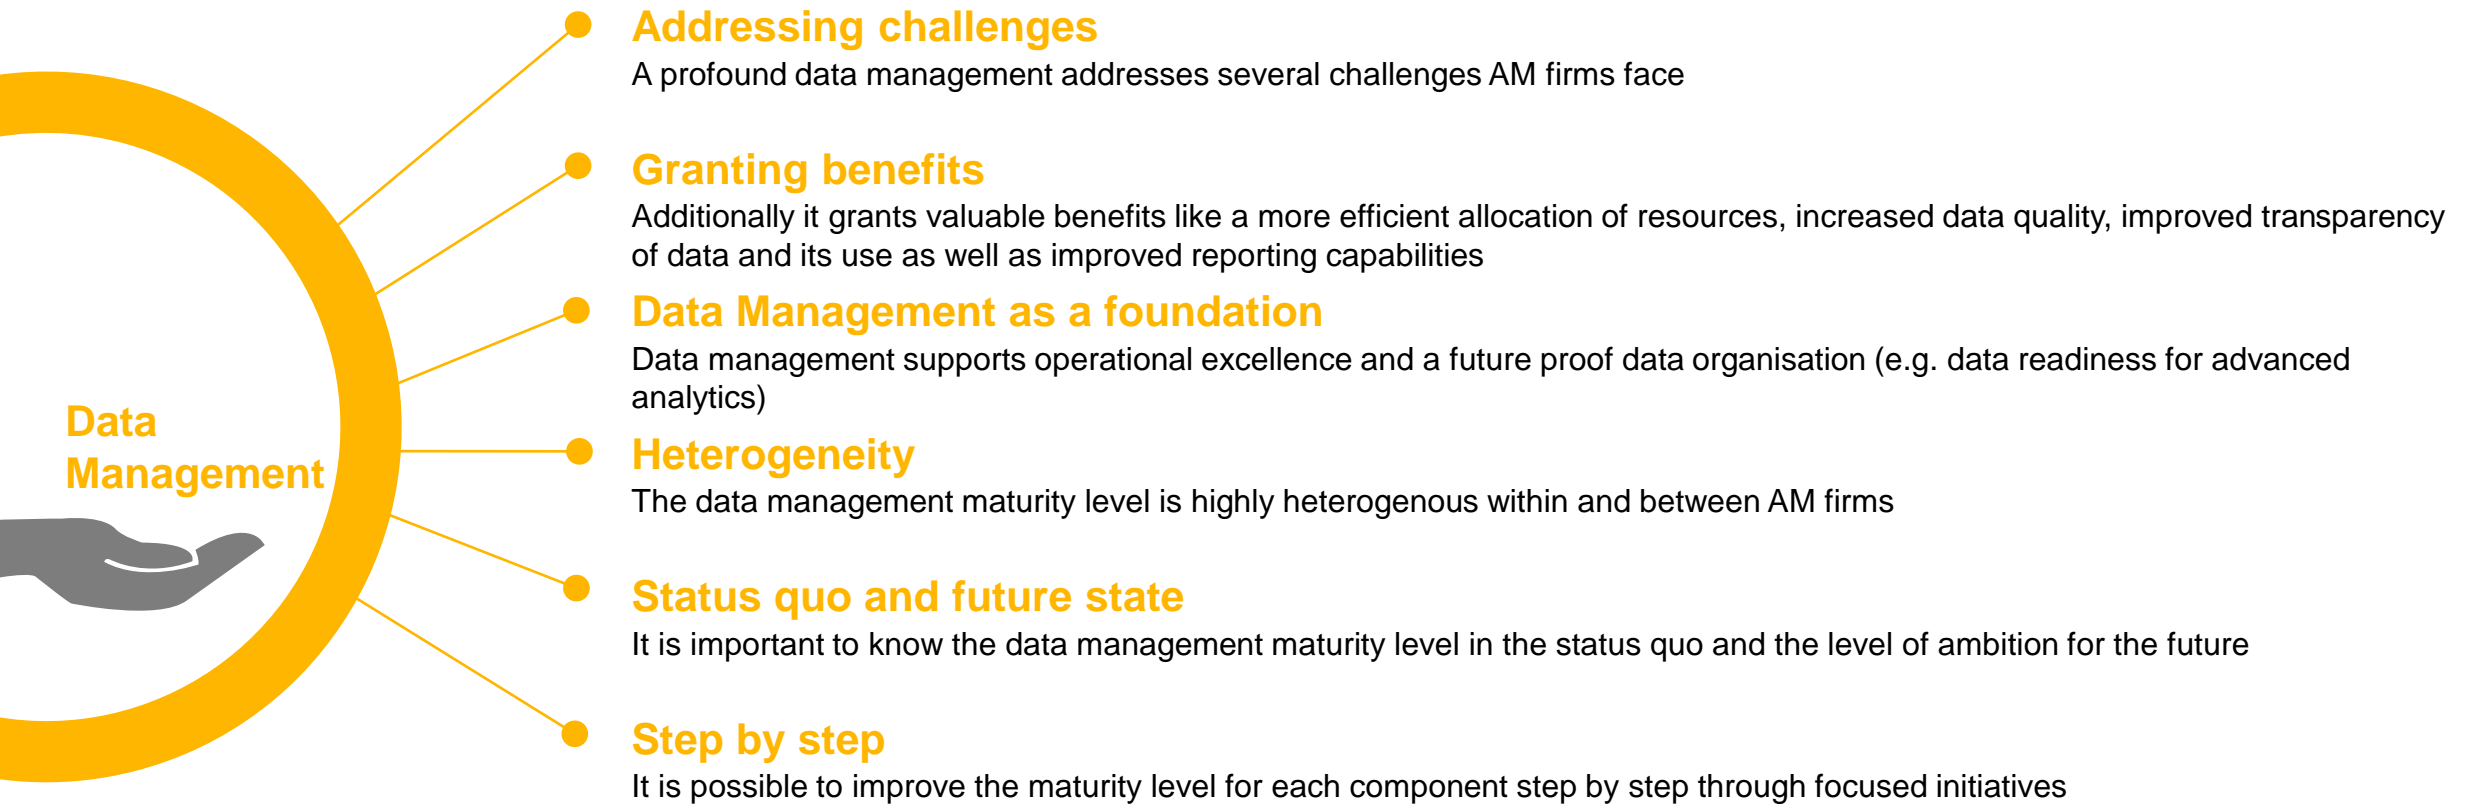 Addressing challenges
A profound data management addresses several challenges AM firms face
Granting benefits
Additionally it grants valuable benefits like a more efficient allocation of resources, increased data quality, improved transparency
of data and its use as well as improved reporting capabilities
Data Management as a foundation
Data management supports operational excellence and a future proof data organisation (e.g. data readiness for advanced
analytics)
Data
Management
Heterogeneity
The data management maturity level is highly heterogenous within and between AM firms
Status quo and future state
It is important to know the data management maturity level in the status quo and the level of ambition for the future
Step by step
It is possible to improve the maturity level for each component step by step through focused initiatives